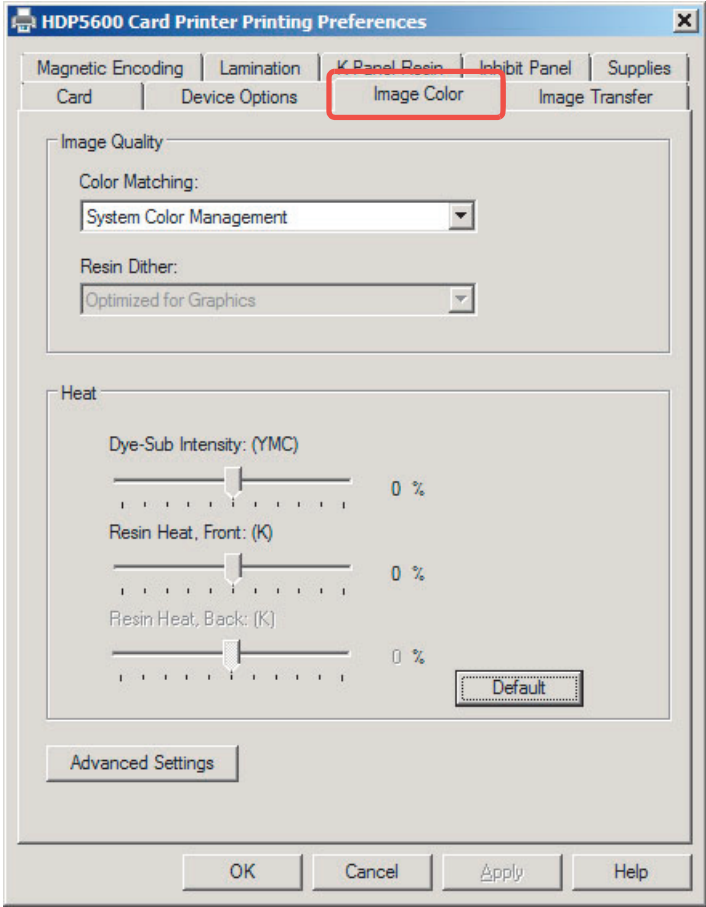 HDP5600 Card Printer Printing Preferences
Magnetic Encoding Lamination K Panel Resin Inhibit Panel Supplies
Card Device Options Image Color Image Transfer
Image Quality
Color Matching:
System Color Management
Resin Dither:
Optimized for Graphics
Heat
Dye-Sub Intensity: (YMC)
0 %
Resin Heat, Front: (K)
0 %
Resin Heat, Back: (K)
0 %
Default
Advanced Settings
OK Cancel Apply Help